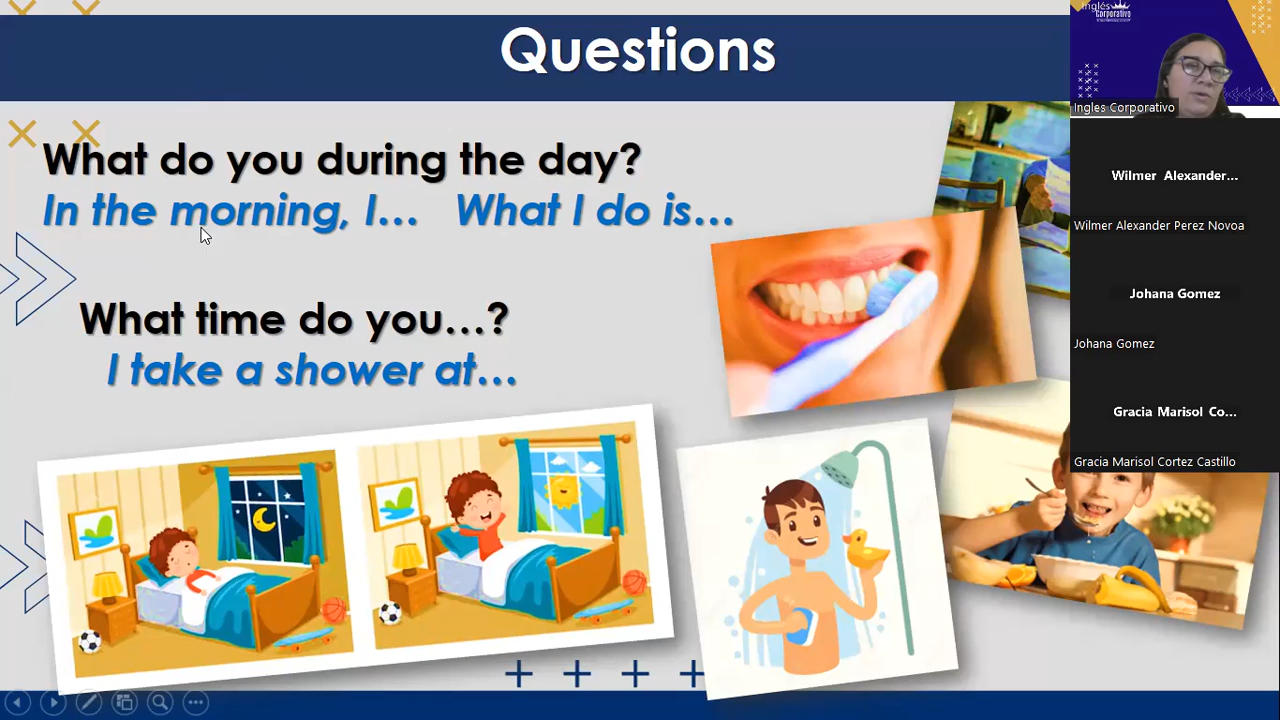 Questions
What do you during the day?
In the morning, I... What I do is...
What time do you...?
I take a shower at...
Inglés
corporativo
Ingles Corporativo
Wilmer Alexander...
Wilmer Alexander Perez Novoa
Johana Gomez
Johana Gomez
Gracia Marisol Co...
Gracia Marisol Cortez Castillo